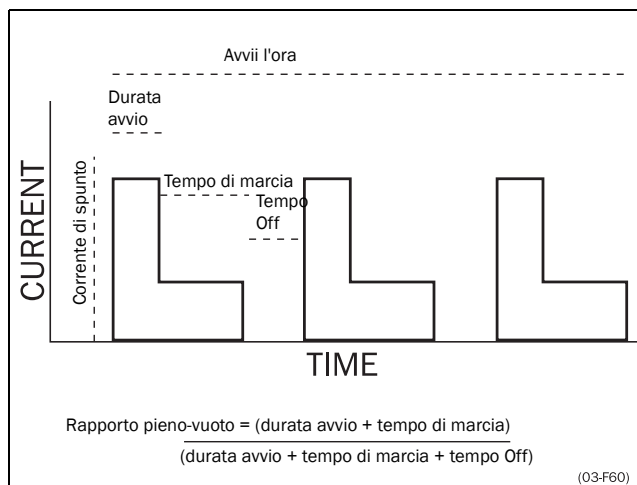 Avvii l'ora
Durata
avvio
Tempo di marcia
Tempo
Off
Corrente di spunto
CURRENT
TIME
Rapporto pieno-vuoto = (durata avvio + tempo di marcia)
(durata avvio + tempo di marcia + tempo Off)
(03-F60)